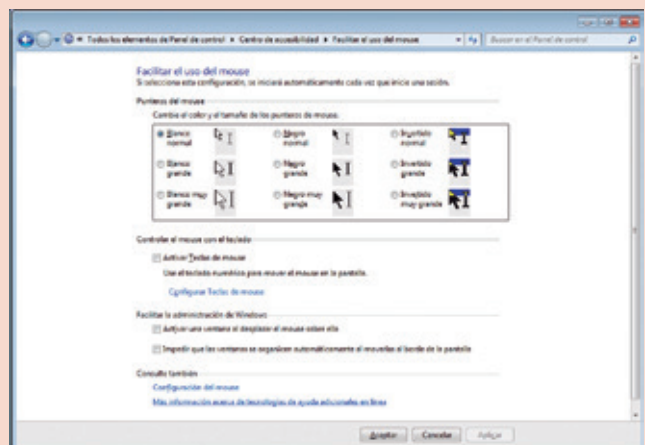 Todos los elementos de Panel de control ▸ Centro de accesibilidad ▸ Facilitar el uso del mouse
Buscar en el Panel de control
Facilitar el uso del mouse
Si selecciona esta configuración, se iniciará automáticamente cada vez que inicie una sesión.
Punteros del mouse
Cambie el color y el tamaño de los punteros de mouse.
Blanco normal
Negro normal
Invertido normal
Blanco grande
Negro grande
Invertido grande
Blanco muy grande
Negro muy grande
Invertido muy grande
Controlar el mouse con el teclado
Activar Teclas de mouse
Use el teclado numérico para mover el mouse en la pantalla.
Configurar Teclas de mouse
Facilitar la administración de Windows
Activar una ventana al desplazar el mouse sobre ella
Impedir que las ventanas se organicen automáticamente al moverlas al borde de la pantalla
Consulte también
Configuración del mouse
Más información acerca de tecnologías de ayuda adicionales en línea
Aceptar
Cancelar
Aplicar